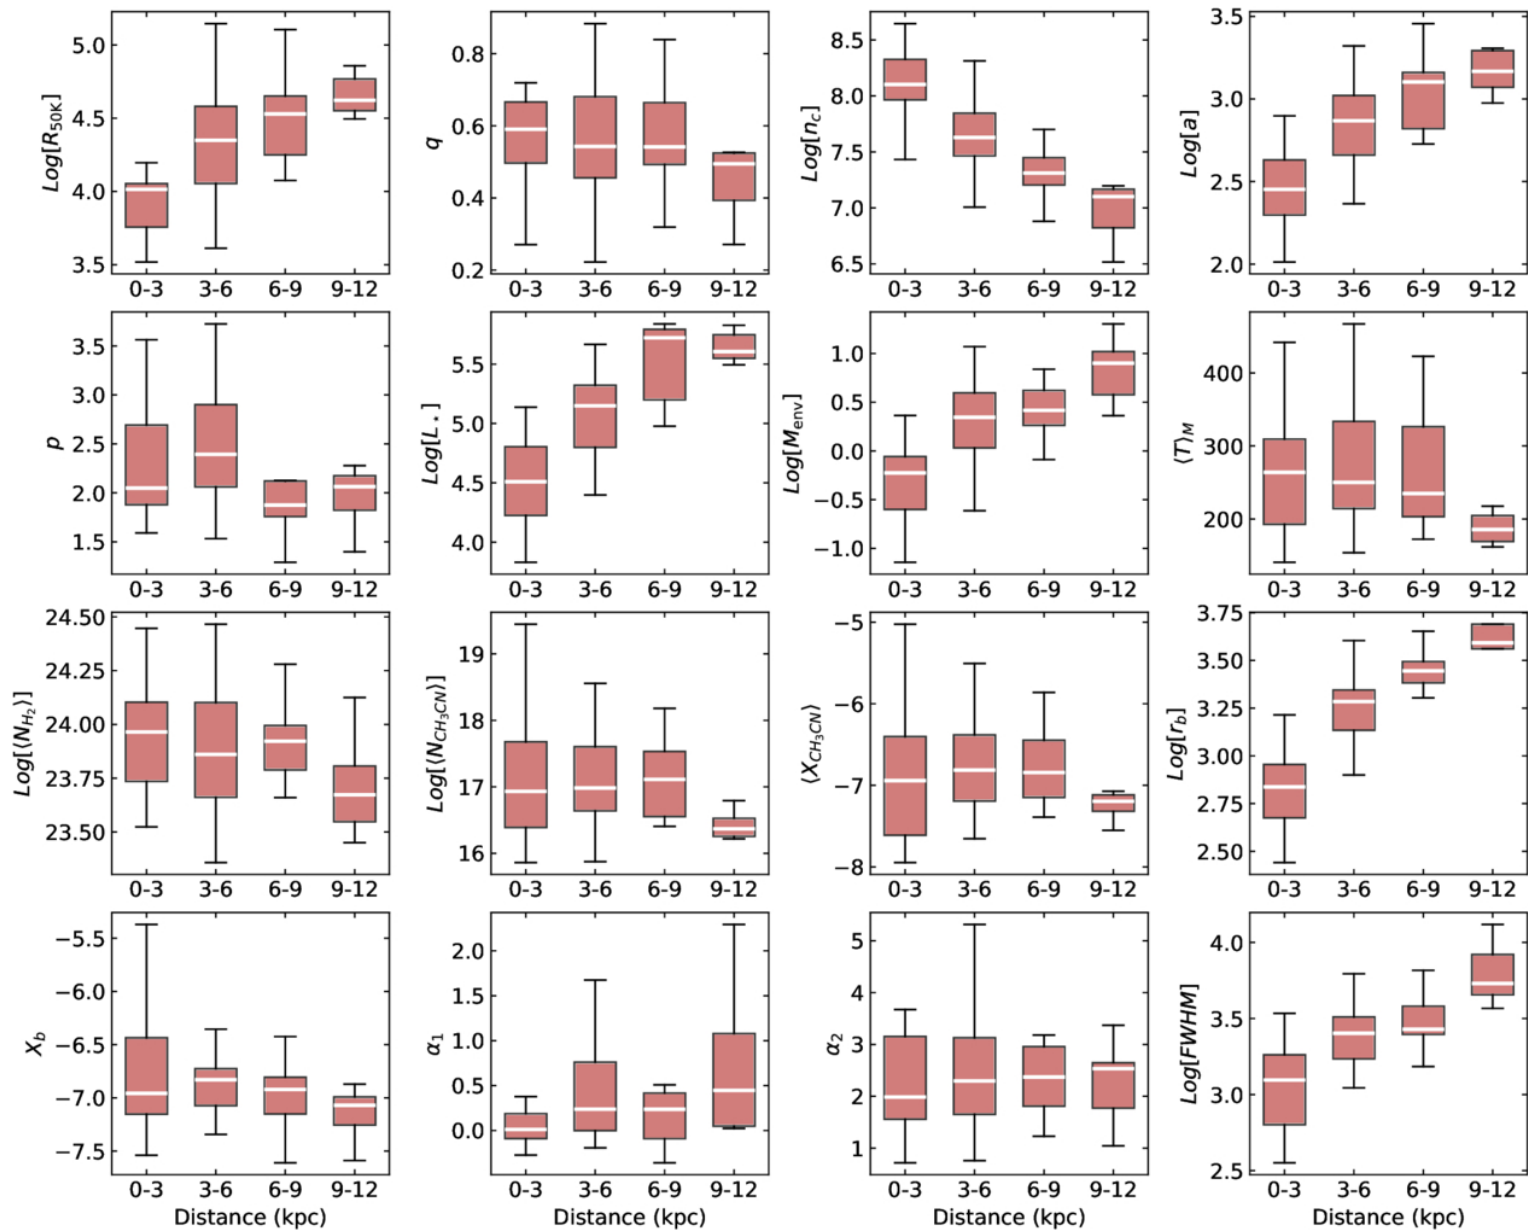 Log[R_50K]
5.0
4.5
4.0
3.5
0-3 3-6 6-9 9-12
q
0.8
0.6
0.4
0.2
0-3 3-6 6-9 9-12
Log[n_c]
8.5
8.0
7.5
7.0
6.5
0-3 3-6 6-9 9-12
Log[a]
3.5
3.0
2.5
2.0
0-3 3-6 6-9 9-12
p
3.5
3.0
2.5
2.0
1.5
0-3 3-6 6-9 9-12
Log[L⋆]
5.5
5.0
4.5
4.0
0-3 3-6 6-9 9-12
Log[M_env]
1.0
0.5
0.0
−0.5
−1.0
0-3 3-6 6-9 9-12
⟨T⟩_M
400
300
200
0-3 3-6 6-9 9-12
Log[⟨N_H₂⟩]
24.50
24.25
24.00
23.75
23.50
0-3 3-6 6-9 9-12
Log[⟨N_CH₃CN⟩]
19
18
17
16
0-3 3-6 6-9 9-12
⟨X_CH₃CN⟩
−5
−6
−7
−8
0-3 3-6 6-9 9-12
Log[r_b]
3.75
3.50
3.25
3.00
2.75
2.50
0-3 3-6 6-9 9-12
X_b
−5.5
−6.0
−6.5
−7.0
−7.5
0-3 3-6 6-9 9-12
Distance (kpc)
α₁
2.0
1.5
1.0
0.5
0.0
0-3 3-6 6-9 9-12
Distance (kpc)
α₂
5
4
3
2
1
0-3 3-6 6-9 9-12
Distance (kpc)
Log[FWHM]
4.0
3.5
3.0
2.5
0-3 3-6 6-9 9-12
Distance (kpc)